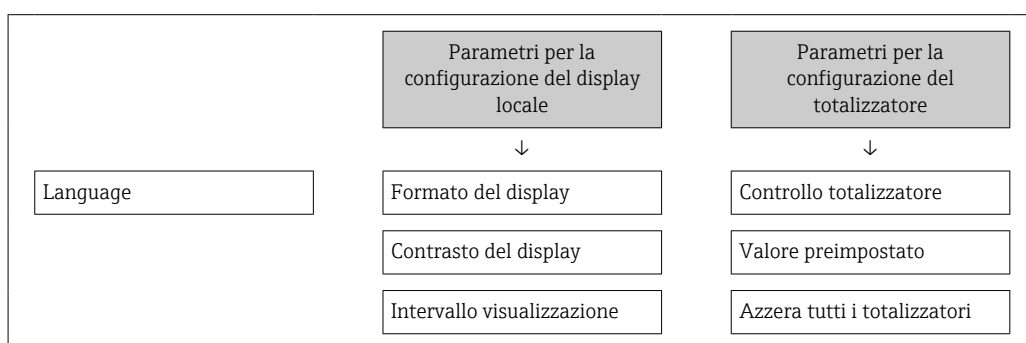 Parametri per la
configurazione del display
locale
Parametri per la
configurazione del
totalizzatore
↓
↓
Language
Formato del display
Controllo totalizzatore
Contrasto del display
Valore preimpostato
Intervallo visualizzazione
Azzera tutti i totalizzatori